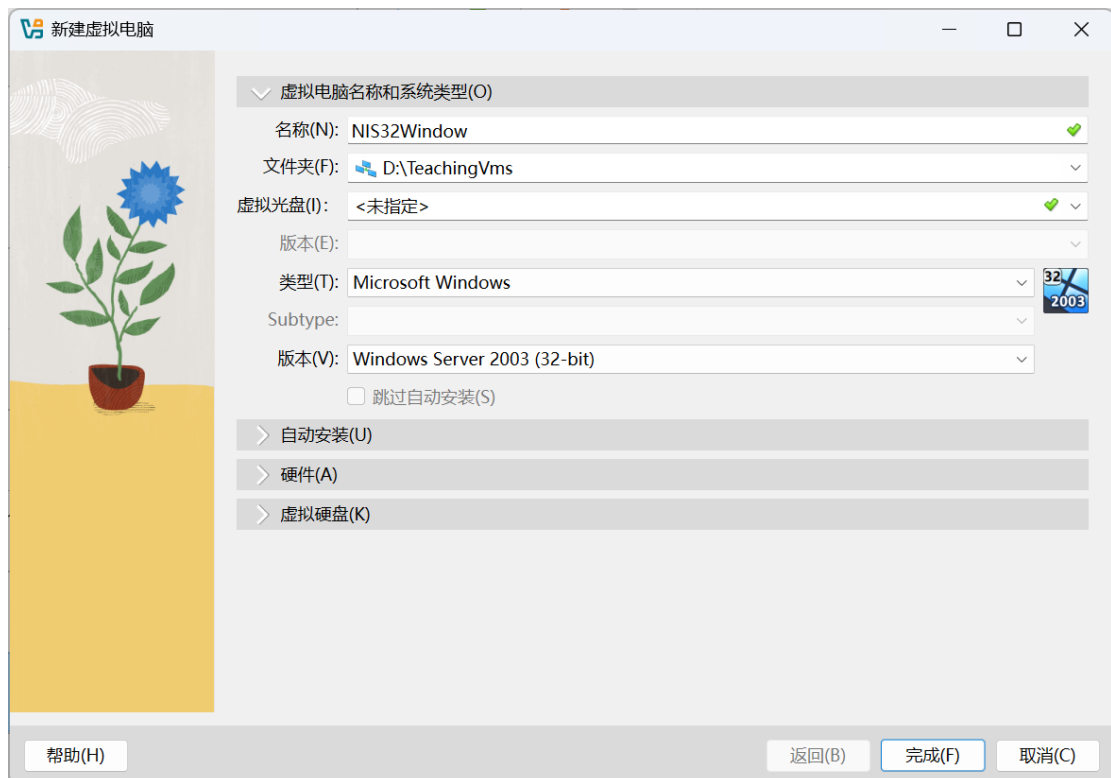 新建虚拟电脑
虚拟电脑名称和系统类型(O)
名称(N): NIS32Window
文件夹(F): D:\TeachingVms
虚拟光盘(I): <未指定>
版本(E):
类型(T): Microsoft Windows
32
2003
Subtype:
版本(V): Windows Server 2003 (32-bit)
跳过自动安装(S)
自动安装(U)
硬件(A)
虚拟硬盘(K)
帮助(H) 返回(B) 完成(F) 取消(C)